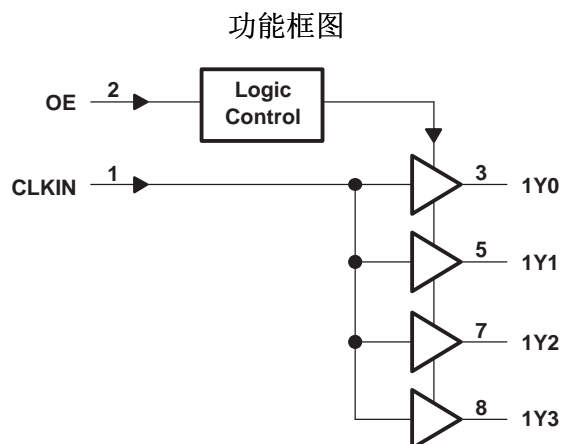 功能框图
OE 2
Logic
Control
CLKIN 1
3 1Y0
5 1Y1
7 1Y2
8 1Y3